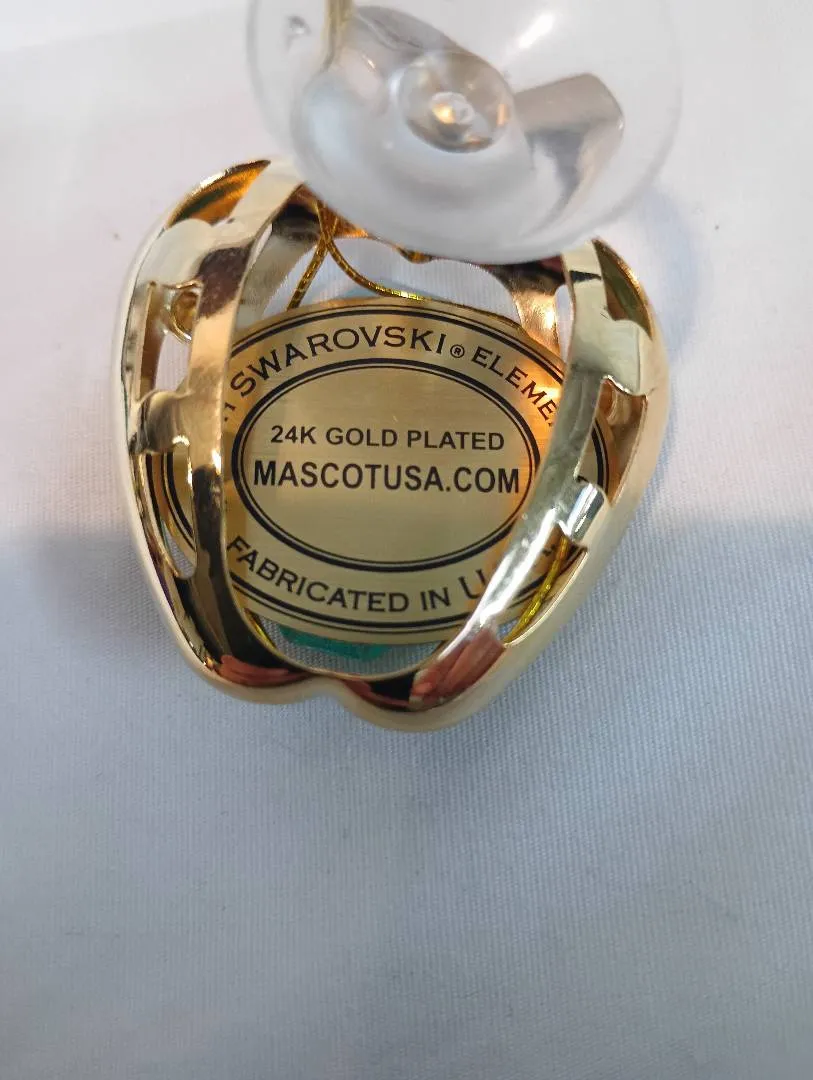 SWAROVSKI® ELEME
24K GOLD PLATED
MASCOTUSA.COM
FABRICATED IN U